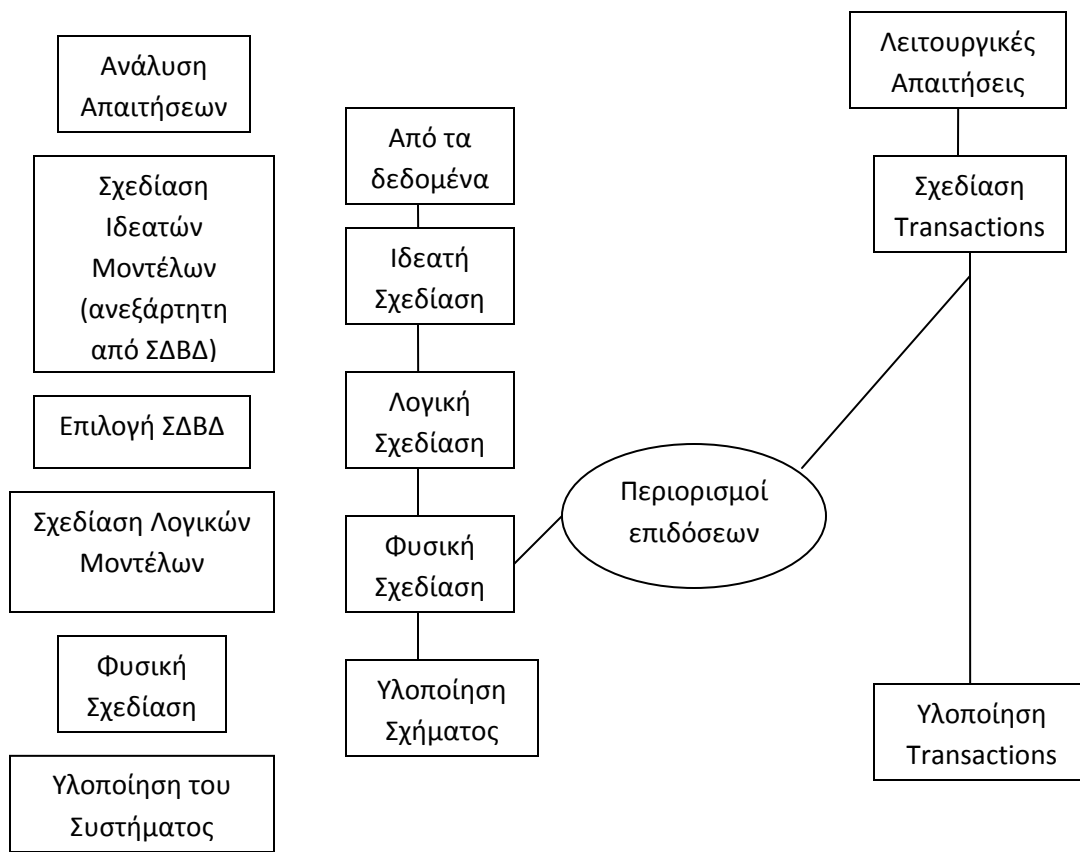 Ανάλυση
Απαιτήσεων
Σχεδίαση
Ιδεατών
Μοντέλων
(ανεξάρτητη
από ΣΔΒΔ)
Επιλογή ΣΔΒΔ
Σχεδίαση Λογικών
Μοντέλων
Φυσική
Σχεδίαση
Υλοποίηση του
Συστήματος
Από τα
δεδομένα
Ιδεατή
Σχεδίαση
Λογική
Σχεδίαση
Φυσική
Σχεδίαση
Υλοποίηση
Σχήματος
Περιορισμοί
επιδόσεων
Λειτουργικές
Απαιτήσεις
Σχεδίαση
Transactions
Υλοποίηση
Transactions